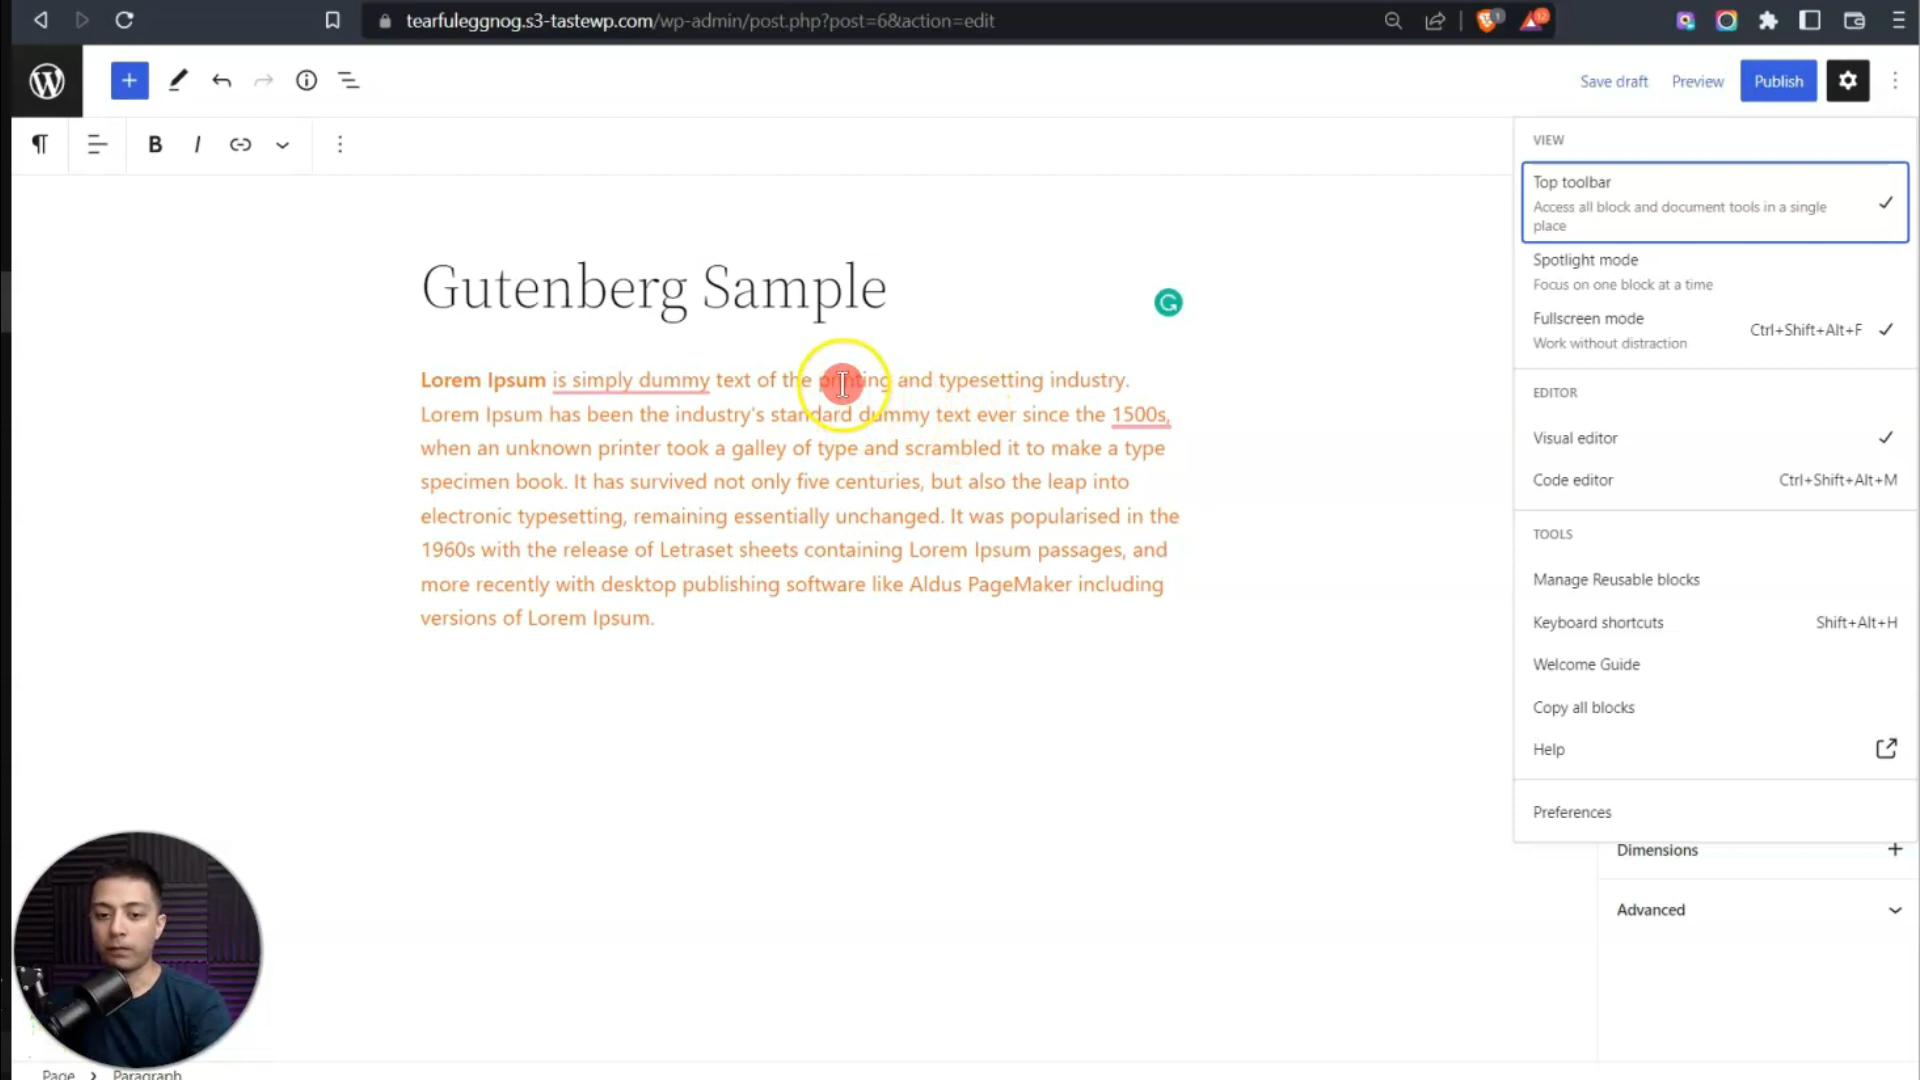 tearfuleggnog.s3-tastewp.com/wp-admin/post.php?post=6&action=edit
1
12
Save draft
Preview
Publish
B
I
VIEW
Top toolbar
Access all block and document tools in a single
place
Spotlight mode
Focus on one block at a time
Fullscreen mode
Ctrl+Shift+Alt+F
Work without distraction
EDITOR
Visual editor
Code editor
Ctrl+Shift+Alt+M
TOOLS
Manage Reusable blocks
Keyboard shortcuts
Shift+Alt+H
Welcome Guide
Copy all blocks
Help
Preferences
Dimensions
Advanced
Gutenberg Sample
Lorem Ipsum is simply dummy text of the printing and typesetting industry.
Lorem Ipsum has been the industry's standard dummy text ever since the 1500s,
when an unknown printer took a galley of type and scrambled it to make a type
specimen book. It has survived not only five centuries, but also the leap into
electronic typesetting, remaining essentially unchanged. It was popularised in the
1960s with the release of Letraset sheets containing Lorem Ipsum passages, and
more recently with desktop publishing software like Aldus PageMaker including
versions of Lorem Ipsum.
Page
Paragraph